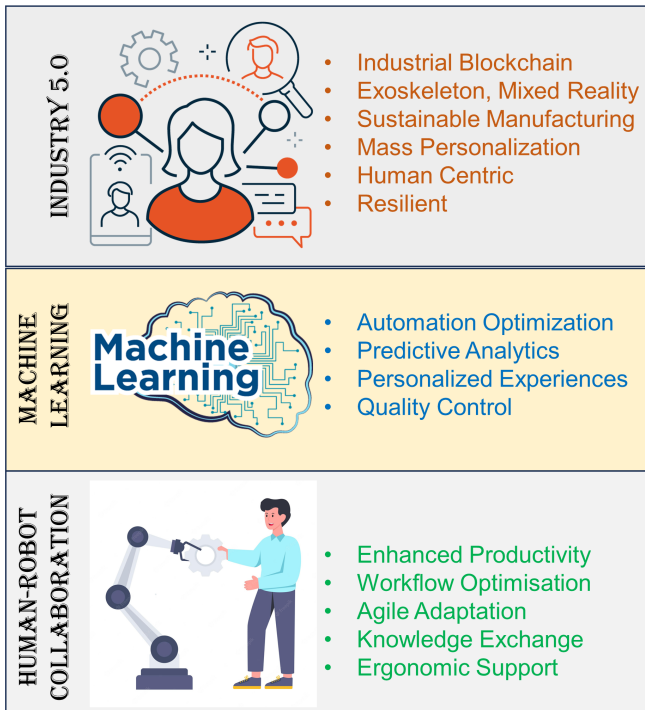 INDUSTRY 5.0
• Industrial Blockchain
• Exoskeleton, Mixed Reality
• Sustainable Manufacturing
• Mass Personalization
• Human Centric
• Resilient
MACHINE
LEARNING
Machine
Learning
• Automation Optimization
• Predictive Analytics
• Personalized Experiences
• Quality Control
HUMAN-ROBOT
COLLABORATION
• Enhanced Productivity
• Workflow Optimisation
• Agile Adaptation
• Knowledge Exchange
• Ergonomic Support